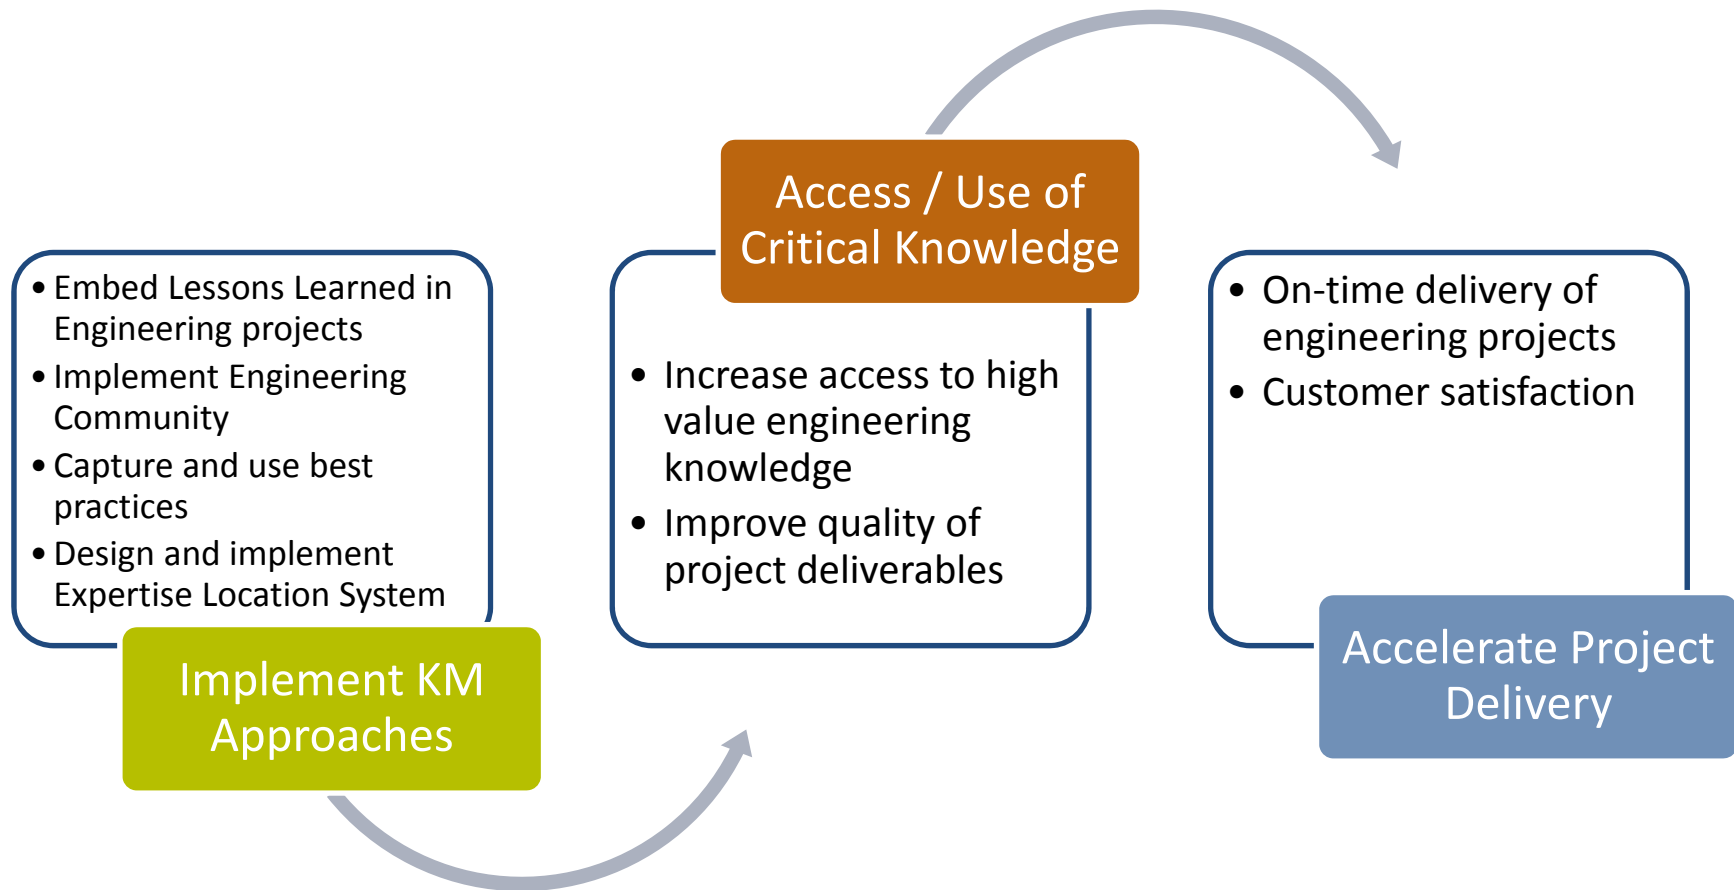 • Embed Lessons Learned in
Engineering projects
• Implement Engineering
Community
• Capture and use best
practices
• Design and implement
Expertise Location System
Implement KM
Approaches
Access / Use of
Critical Knowledge
• Increase access to high
value engineering
knowledge
• Improve quality of
project deliverables
• On-time delivery of
engineering projects
• Customer satisfaction
Accelerate Project
Delivery